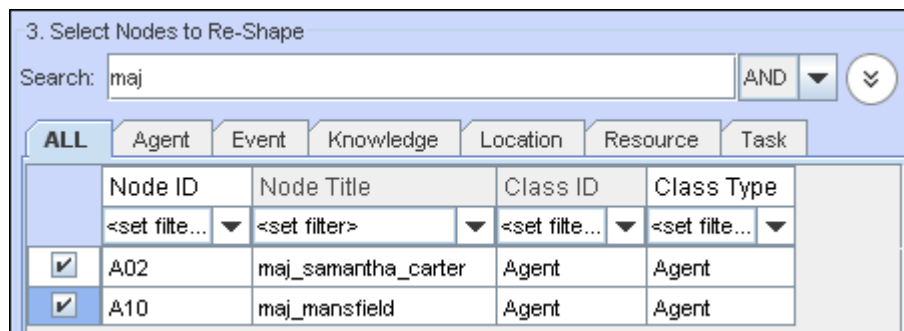 3. Select Nodes to Re-Shape
Search: maj AND
ALL Agent Event Knowledge Location Resource Task
Node ID Node Title Class ID Class Type
<set filte... <set filter> <set filte... <set filte...
A02 maj_samantha_carter Agent Agent
A10 maj_mansfield Agent Agent